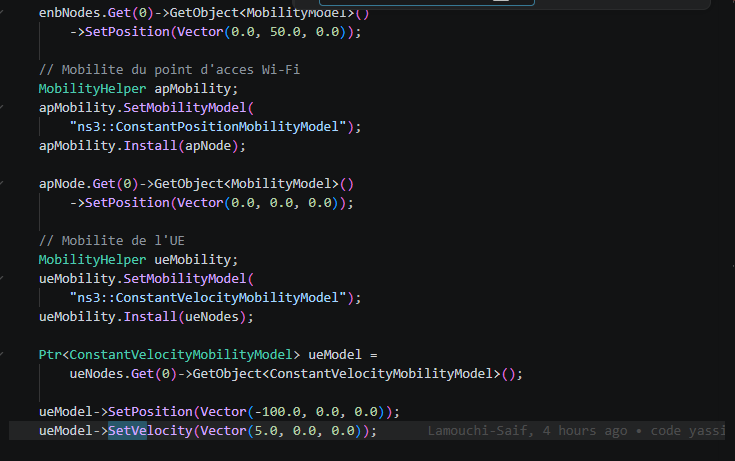 enbNodes.Get(0)->GetObject<MobilityModel>()
->SetPosition(Vector(0.0, 50.0, 0.0));
// Mobilite du point d'acces Wi-Fi
MobilityHelper apMobility;
apMobility.SetMobilityModel(
"ns3::ConstantPositionMobilityModel");
apMobility.Install(apNode);
apNode.Get(0)->GetObject<MobilityModel>()
->SetPosition(Vector(0.0, 0.0, 0.0));
// Mobilite de l'UE
MobilityHelper ueMobility;
ueMobility.SetMobilityModel(
"ns3::ConstantVelocityMobilityModel");
ueMobility.Install(ueNodes);
Ptr<ConstantVelocityMobilityModel> ueModel =
ueNodes.Get(0)->GetObject<ConstantVelocityMobilityModel>();
ueModel->SetPosition(Vector(-100.0, 0.0, 0.0));
ueModel->SetVelocity(Vector(5.0, 0.0, 0.0)); Lamouchi-Saif, 4 hours ago • code yassi